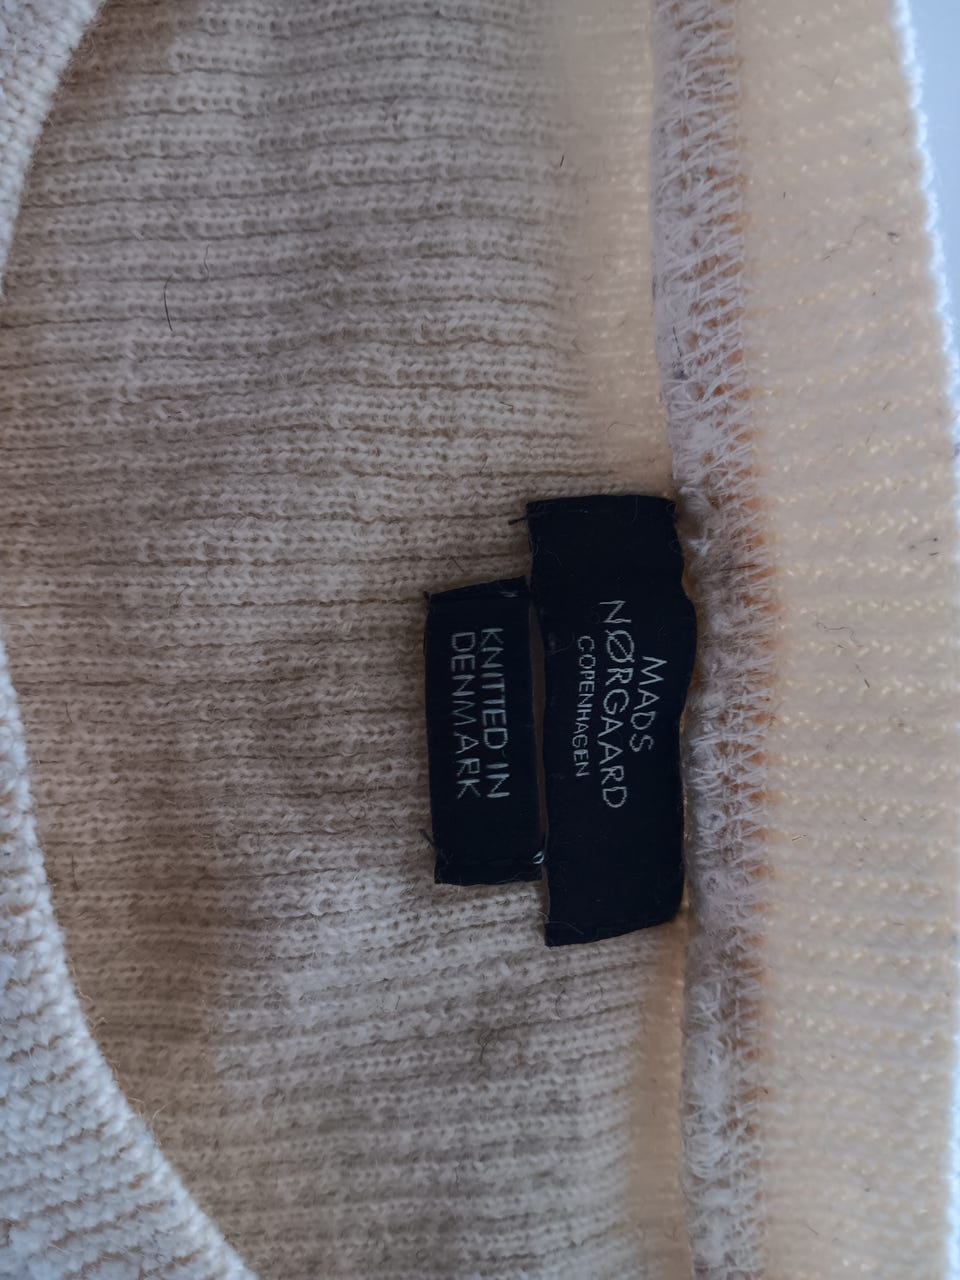 MADS
NØRGAARD
COPENHAGEN
KNITTED IN
DENMARK